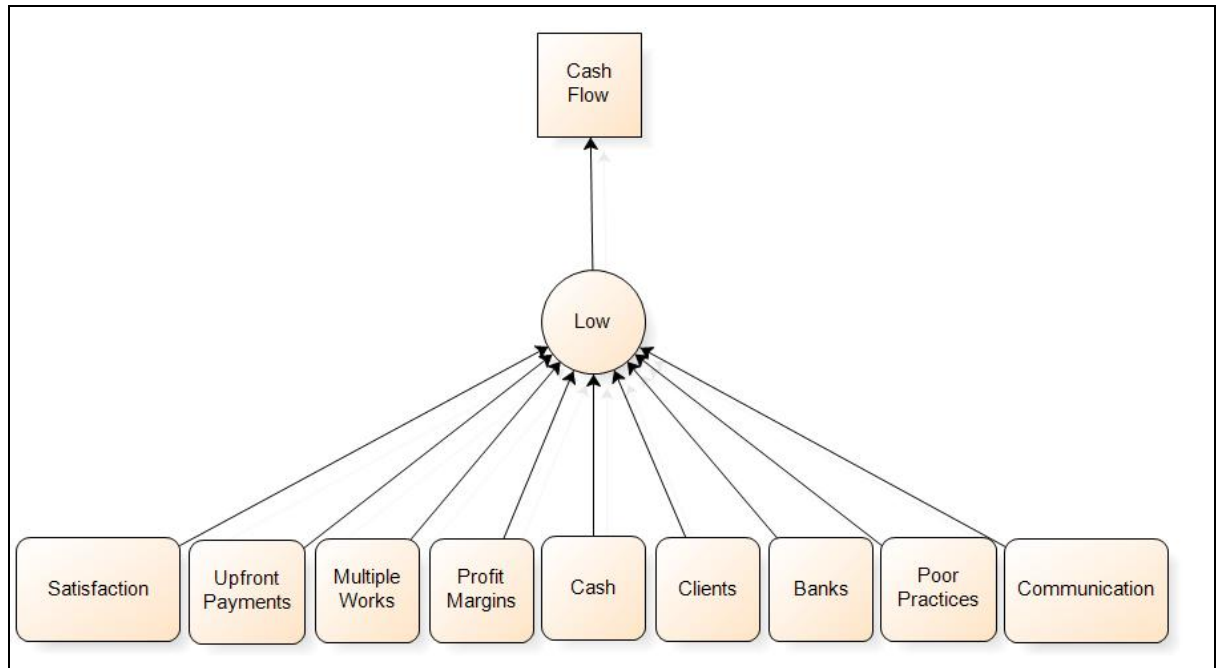 Cash
Flow
Low
Satisfaction
Upfront
Payments
Multiple
Works
Profit
Margins
Cash
Clients
Banks
Poor
Practices
Communication